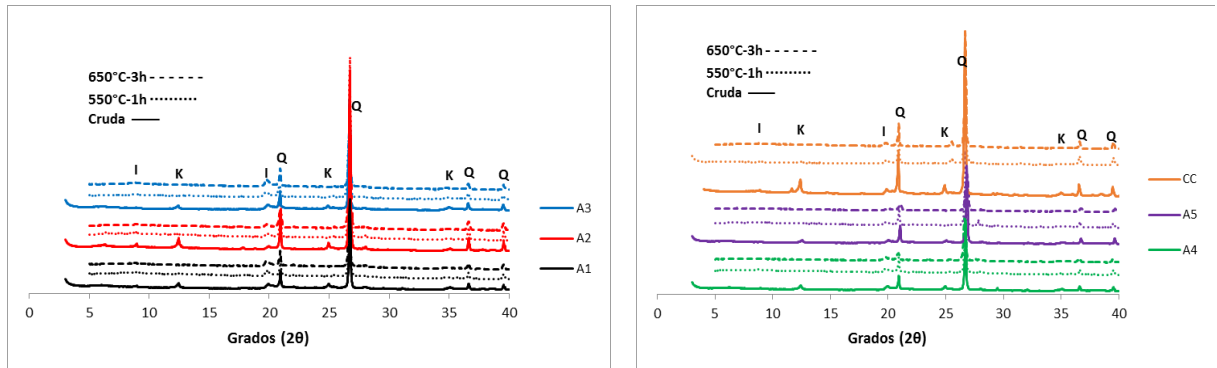 650°C-3h
550°C-1h
Cruda
I K I Q K Q K Q Q
A3
A2
A1
0 5 10 15 20 25 30 35 40
Grados (2θ)
650°C-3h
550°C-1h
Cruda
I K I Q K Q K Q Q
CC
A5
A4
0 5 10 15 20 25 30 35 40
Grados (2θ)